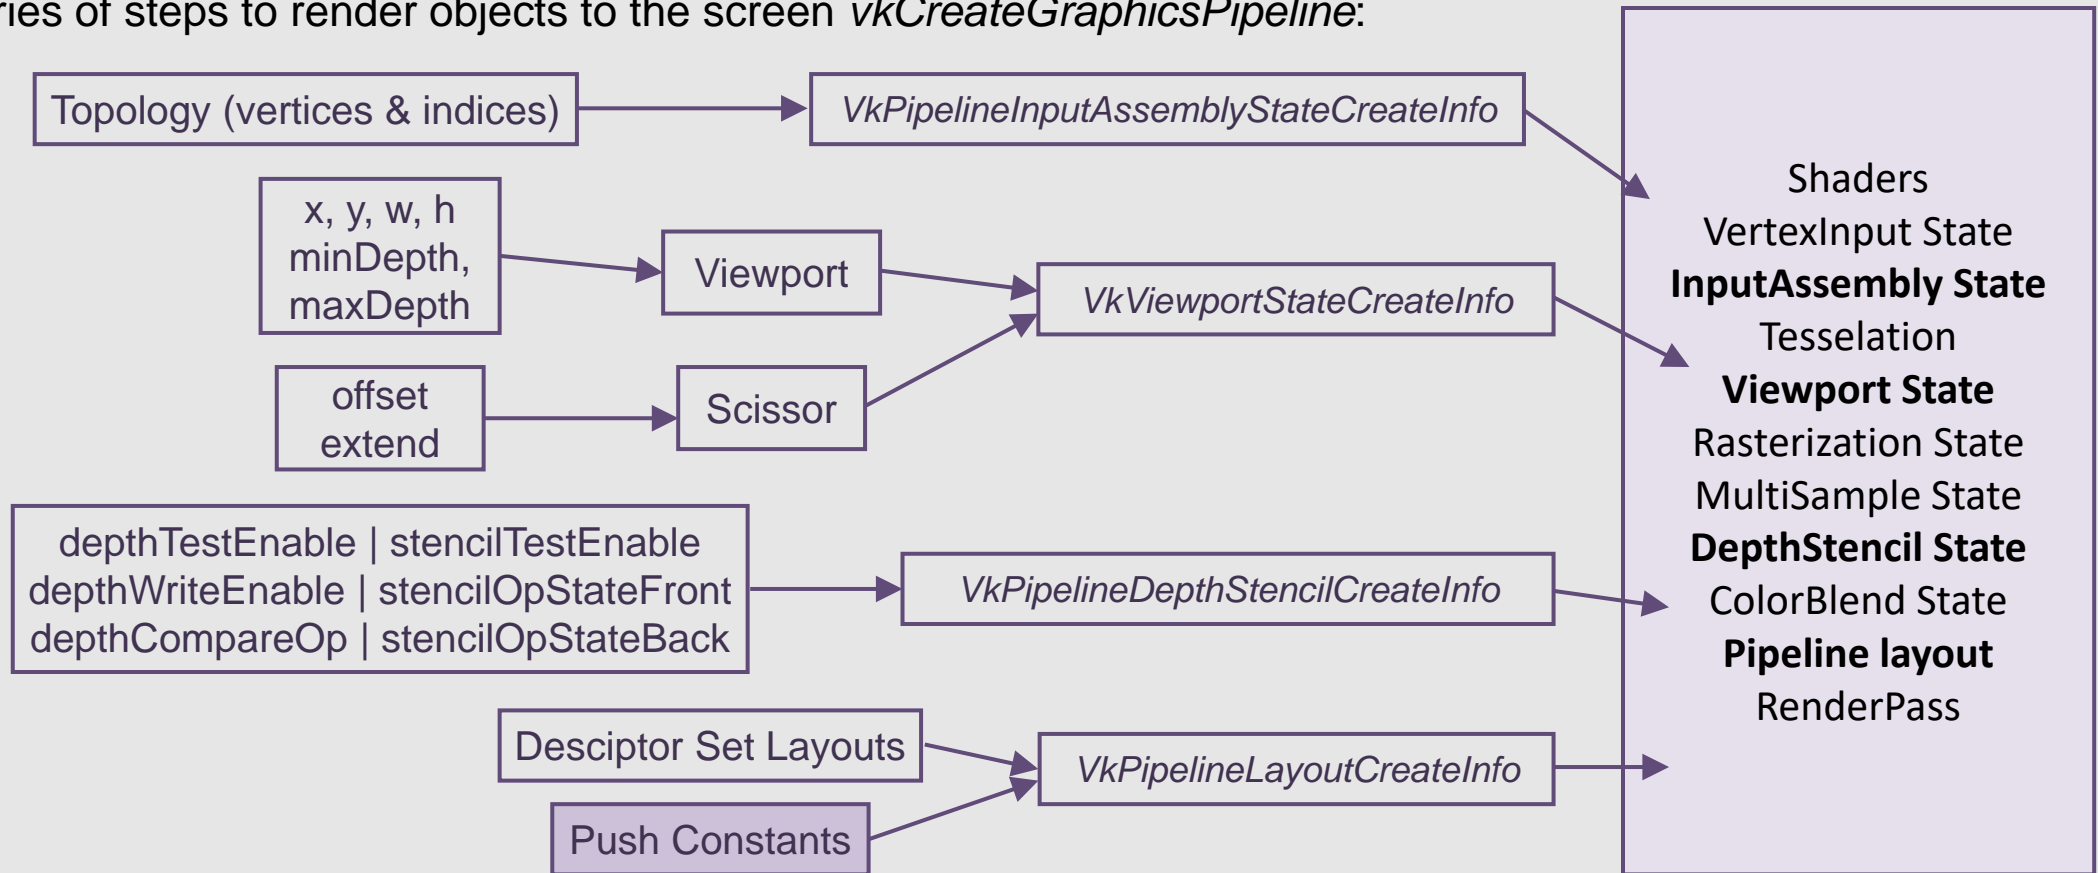 ries of steps to render objects to the screen vkCreateGraphicsPipeline:
Topology (vertices & indices)
VkPipelineInputAssemblyStateCreateInfo
x, y, w, h
minDepth,
maxDepth
Viewport
VkViewportStateCreateInfo
offset
extend
Scissor
depthTestEnable | stencilTestEnable
depthWriteEnable | stencilOpStateFront
depthCompareOp | stencilOpStateBack
VkPipelineDepthStencilCreateInfo
Desciptor Set Layouts
VkPipelineLayoutCreateInfo
Push Constants
Shaders
VertexInput State
InputAssembly State
Tesselation
Viewport State
Rasterization State
MultiSample State
DepthStencil State
ColorBlend State
Pipeline layout
RenderPass